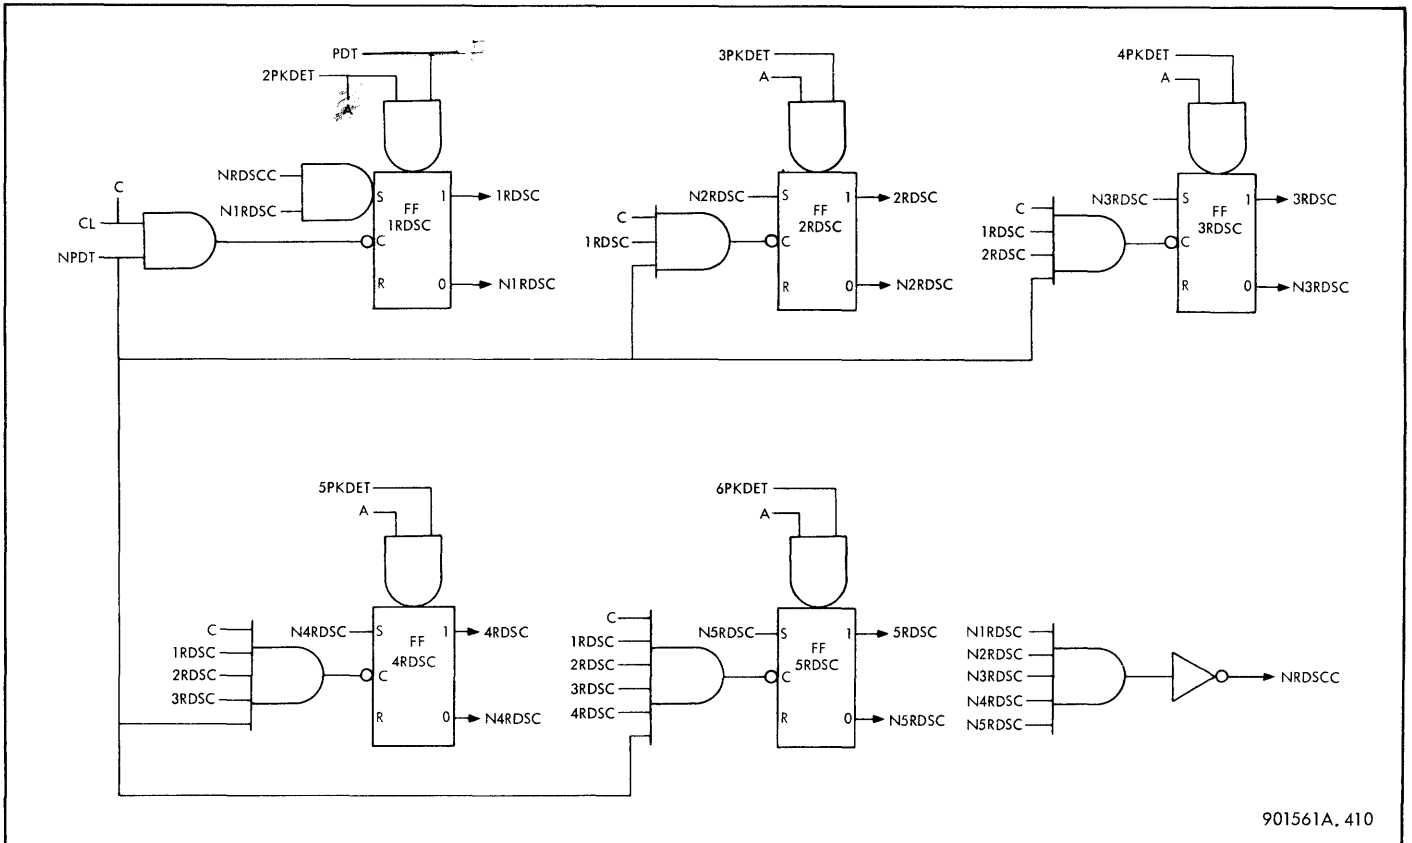 PDT
2PKDET
A
NRDSCC
N1RDSC
C
CL
NPDT
S
FF
1RDSC
1
C
R
0
1RDSC
N1RDSC
3PKDET
A
N2RDSC
C
1RDSC
S
FF
2RDSC
1
C
R
0
2RDSC
N2RDSC
4PKDET
A
N3RDSC
C
1RDSC
2RDSC
S
FF
3RDSC
1
C
R
0
3RDSC
N3RDSC
5PKDET
A
N4RDSC
C
1RDSC
2RDSC
3RDSC
S
FF
4RDSC
1
C
R
0
4RDSC
N4RDSC
6PKDET
A
N5RDSC
C
1RDSC
2RDSC
3RDSC
4RDSC
S
FF
5RDSC
1
C
R
0
5RDSC
N5RDSC
N1RDSC
N2RDSC
N3RDSC
N4RDSC
N5RDSC
NRDSCC
901561A. 410